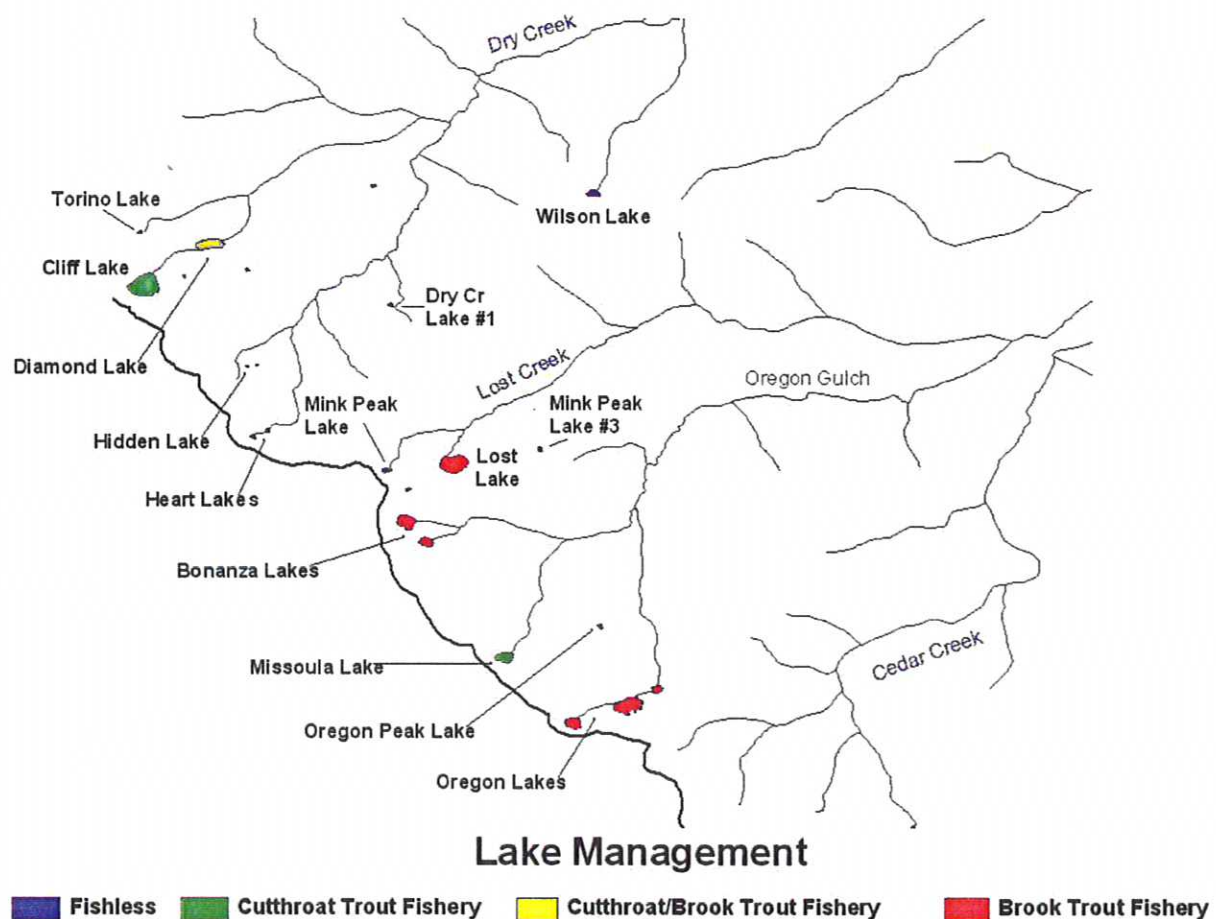 Dry Creek
Torino Lake
Wilson Lake
Cliff Lake
Dry Cr
Lake #1
Diamond Lake
Lost Creek
Oregon Gulch
Mink Peak
Lake
Mink Peak
Lake #3
Hidden Lake
Lost
Lake
Heart Lakes
Bonanza Lakes
Missoula Lake
Cedar Creek
Oregon Peak Lake
Oregon Lakes
Lake Management
Fishless
Cutthroat Trout Fishery
Cutthroat/Brook Trout Fishery
Brook Trout Fishery